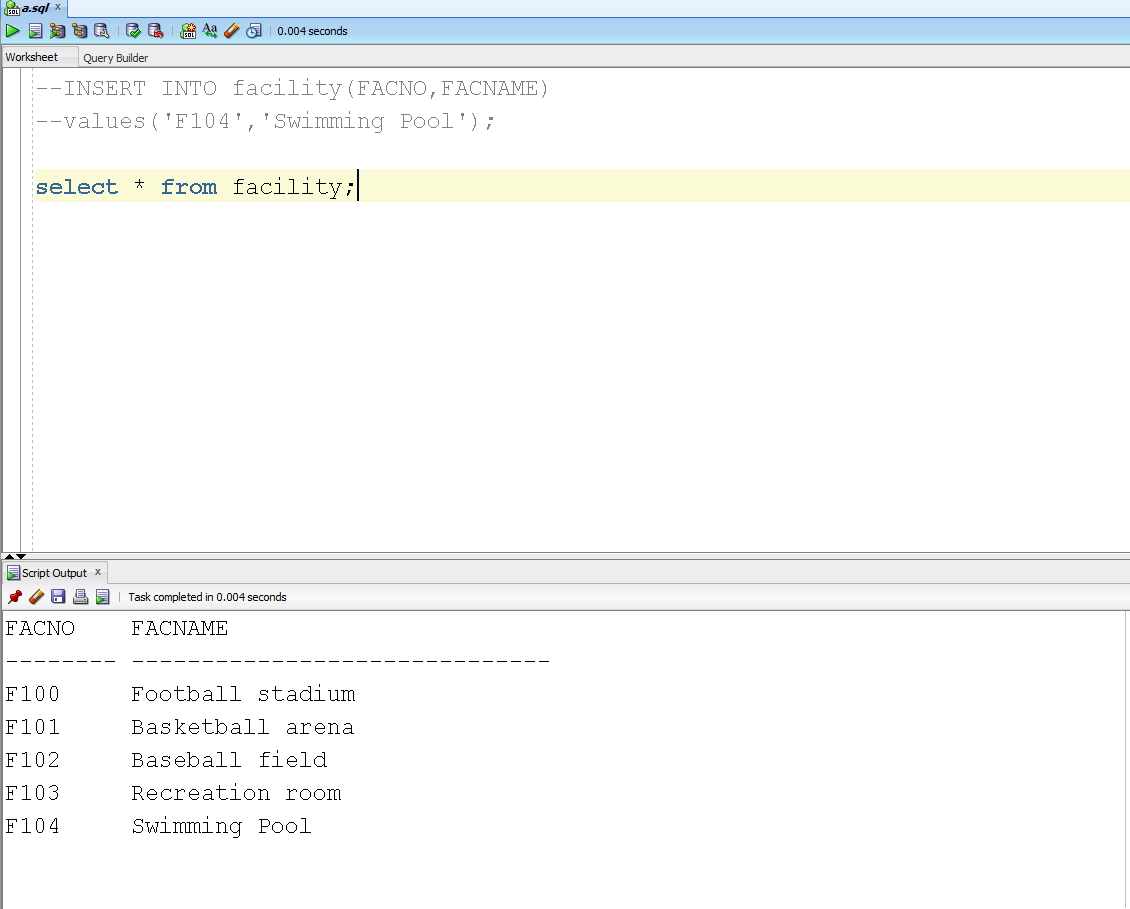 a.sql x
0.004 seconds
Worksheet Query Builder
--INSERT INTO facility(FACNO,FACNAME)
--values('F104','Swimming Pool');
select * from facility;
Script Output x
Task completed in 0.004 seconds
FACNO FACNAME
-------- ------------------------------
F100 Football stadium
F101 Basketball arena
F102 Baseball field
F103 Recreation room
F104 Swimming Pool